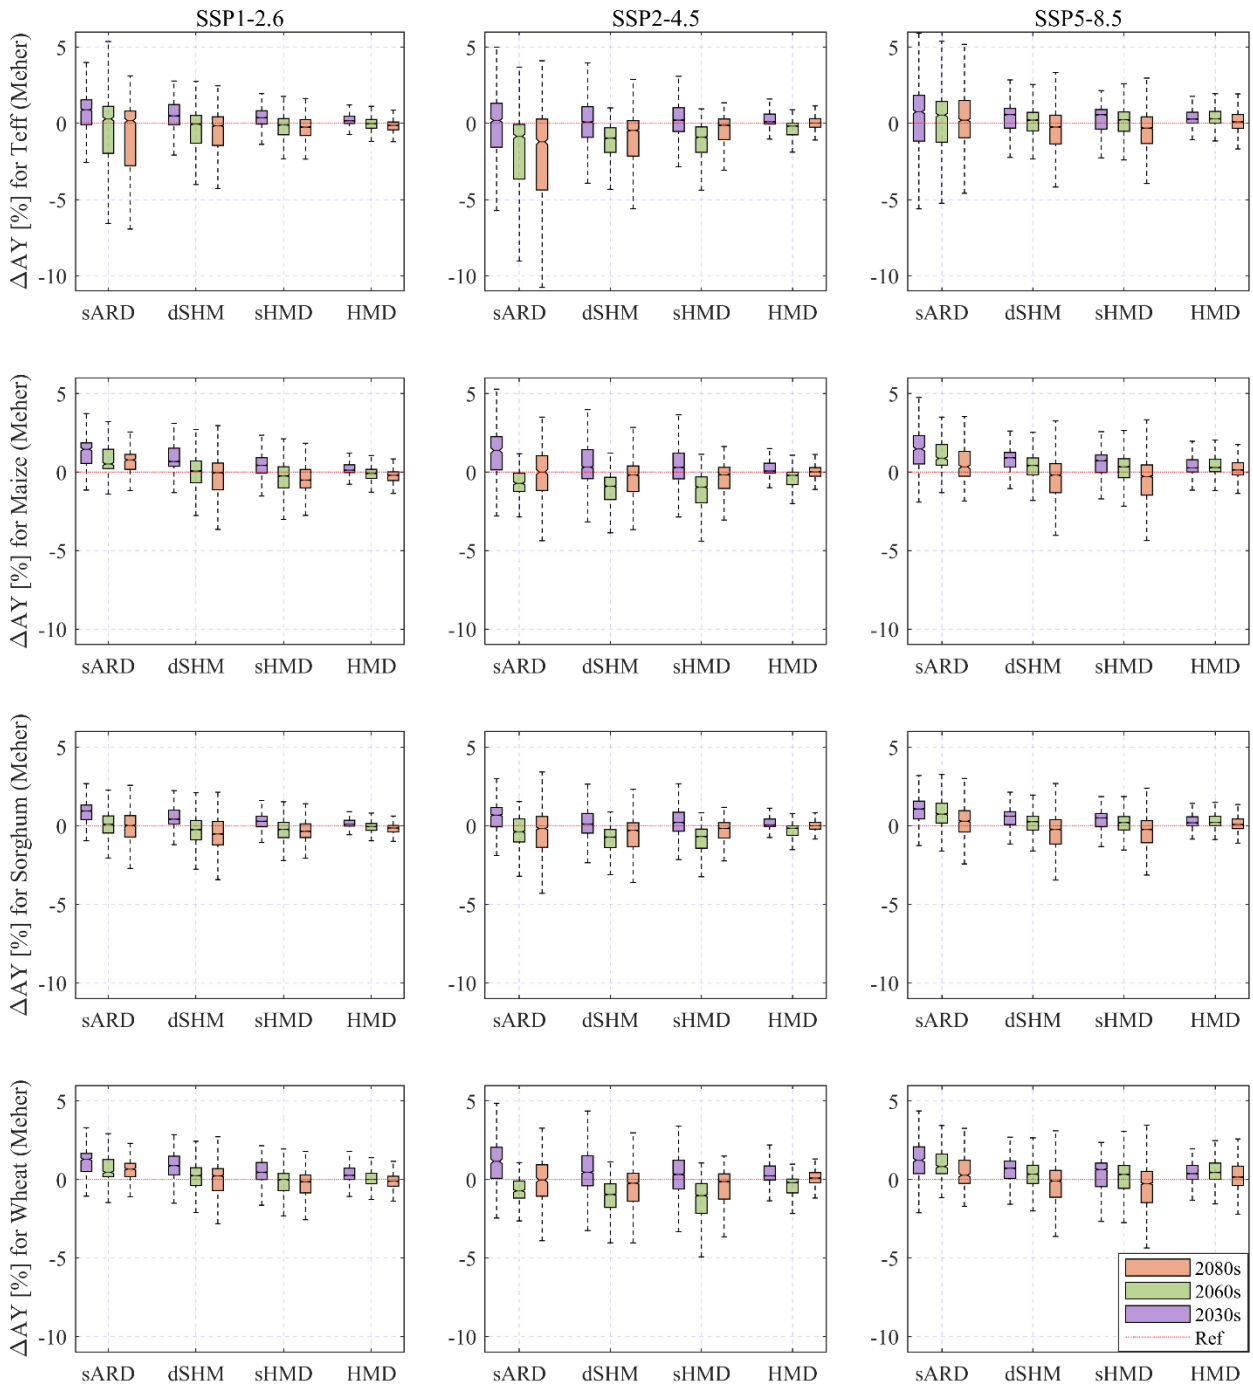 SSP1-2.6 SSP2-4.5 SSP5-8.5
ΔAY [%] for Teff (Meher)
5 5 5
0 0 0
-5 -5 -5
-10 -10 -10
sARD dSHM sHMD HMD sARD dSHM sHMD HMD sARD dSHM sHMD HMD
ΔAY [%] for Maize (Meher)
5 5 5
0 0 0
-5 -5 -5
-10 -10 -10
sARD dSHM sHMD HMD sARD dSHM sHMD HMD sARD dSHM sHMD HMD
ΔAY [%] for Sorghum (Meher)
5 5 5
0 0 0
-5 -5 -5
-10 -10 -10
sARD dSHM sHMD HMD sARD dSHM sHMD HMD sARD dSHM sHMD HMD
ΔAY [%] for Wheat (Meher)
5 5 5
0 0 0
-5 -5 -5
-10 -10 -10
sARD dSHM sHMD HMD sARD dSHM sHMD HMD sARD dSHM sHMD HMD
2080s
2060s
2030s
Ref